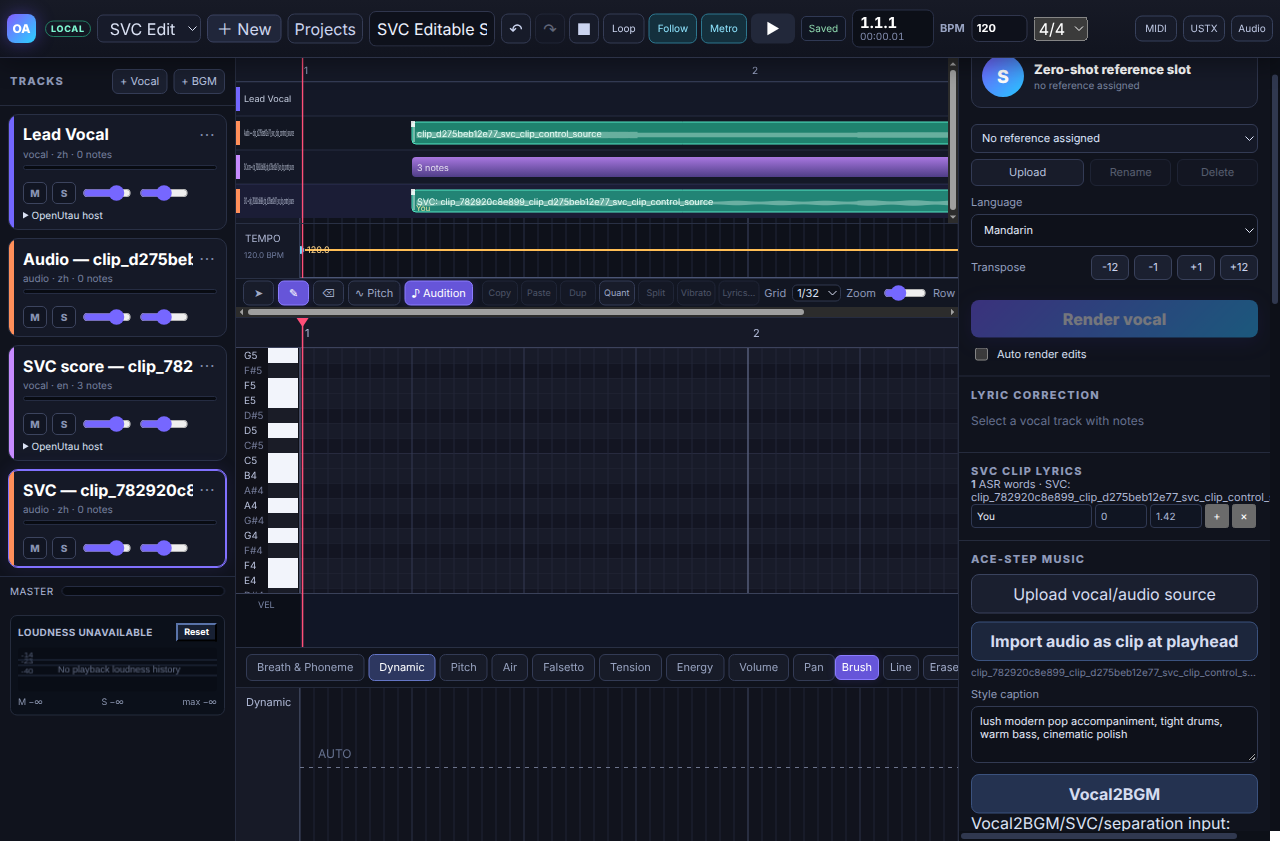 OA LOCAL SVC Edit + New Projects SVC Editable S Loop Follow Metro Saved 1.1.1 00:00.01 BPM 120 4/4 MIDI USTX Audio
TRACKS + Vocal + BGM
Lead Vocal ...
vocal · zh · 0 notes
M S
OpenUtau host
Audio — clip_d275bet ...
audio · zh · 0 notes
M S
SVC score — clip_782 ...
vocal · en · 3 notes
M S
OpenUtau host
SVC — clip_782920c8 ...
audio · zh · 0 notes
M S
MASTER
LOUDNESS UNAVAILABLE Reset
-14
-23
-40
No playback loudness history
M −∞ S −∞ max −∞
1 2
Lead Vocal
clip_d275beb12e77_svc_clip_control_source
3 notes
SVC: clip_782920c8e899_clip_d275beb12e77_svc_clip_control_source
You
TEMPO
120.0 BPM
120.0
Pitch Audition Copy Paste Dup Quant Split Vibrato Lyrics... Grid 1/32 Zoom Row
1 2
G5
F#5
F5
E5
D#5
D5
C#5
C5
B4
A#4
A4
G#4
G4
F#4
F4
E4
VEL
Breath & Phoneme Dynamic Pitch Air Falsetto Tension Energy Volume Pan Brush Line Erase
Dynamic
AUTO
S
Zero-shot reference slot
no reference assigned
No reference assigned
Upload Rename Delete
Language
Mandarin
Transpose -12 -1 +1 +12
Render vocal
Auto render edits
LYRIC CORRECTION
Select a vocal track with notes
SVC CLIP LYRICS
1 ASR words · SVC:
clip_782920c8e899_clip_d275beb12e77_svc_clip_control_
You 0 1.42 + ×
ACE-STEP MUSIC
Upload vocal/audio source
Import audio as clip at playhead
clip_782920c8e899_clip_d275beb12e77_svc_clip_control_s...
Style caption
lush modern pop accompaniment, tight drums,
warm bass, cinematic polish
Vocal2BGM
Vocal2BGM/SVC/separation input: